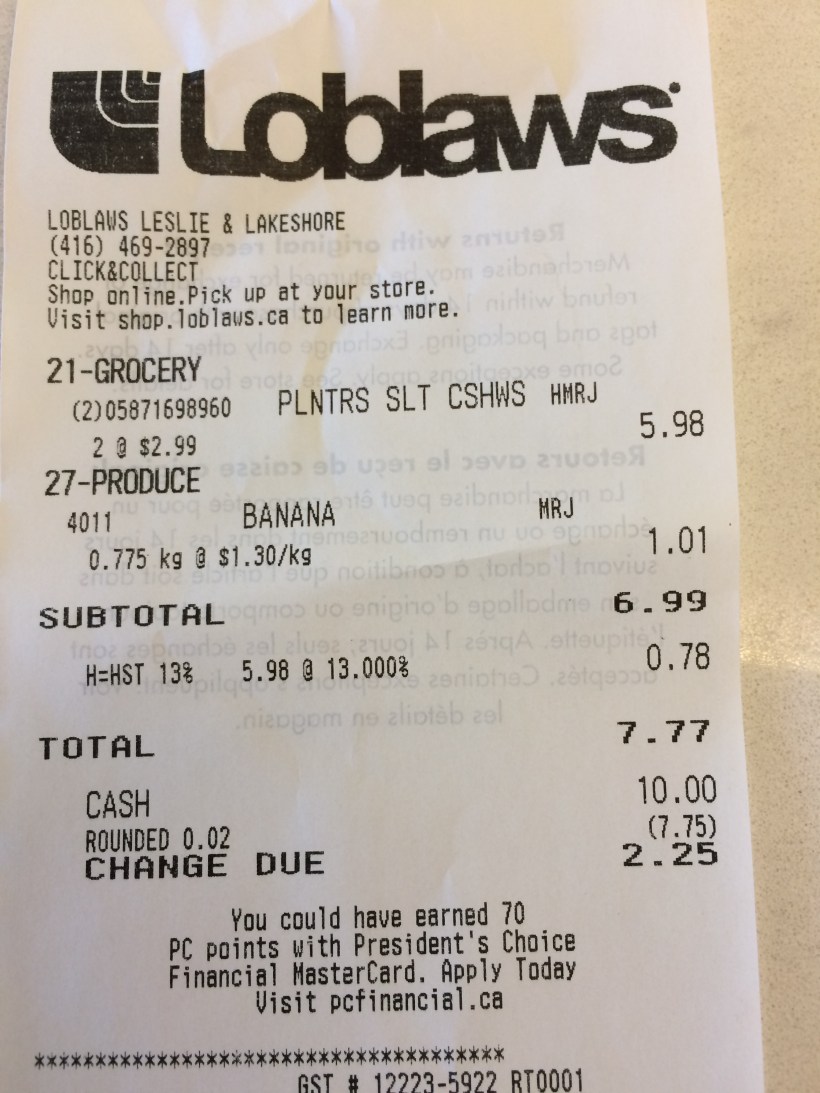 Loblaws
LOBLAWS LESLIE & LAKESHORE
(416) 469-2897
CLICK&COLLECT
Shop online.Pick up at your store.
Visit shop.loblaws.ca to learn more.
21-GROCERY
(2)05871698960 PLNTRS SLT CSHWS HMRJ
2 @ $2.99 5.98
27-PRODUCE
4011 BANANA MRJ
0.775 kg @ $1.30/kg 1.01
SUBTOTAL 6.99
H=HST 13% 5.98 @ 13.000% 0.78
TOTAL 7.77
CASH 10.00
ROUNDED 0.02 (7.75)
CHANGE DUE 2.25
You could have earned 70
PC points with President's Choice
Financial MasterCard. Apply Today
Visit pcfinancial.ca
***************************************
GST # 12223-5922 RT0001